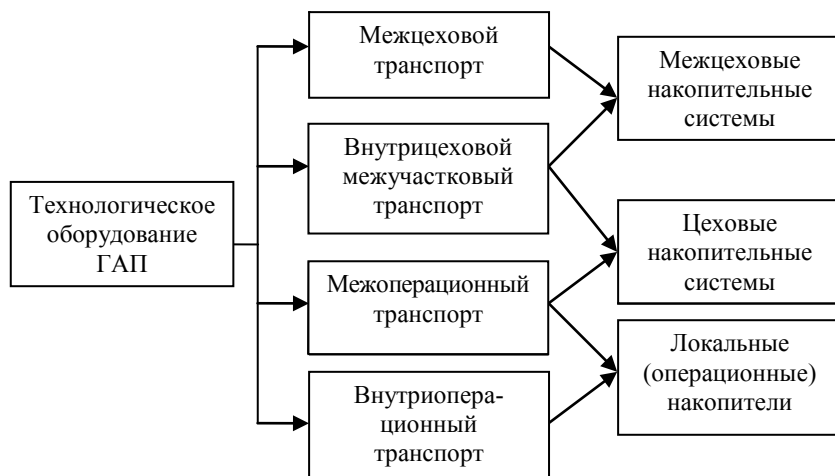 Технологическое
оборудование
ГАП
Межцеховой
транспорт
Внутрицеховой
межучастковый
транспорт
Межоперационный
транспорт
Внутриопера-
ционный
транспорт
Межцеховые
накопительные
системы
Цеховые
накопительные
системы
Локальные
(операционные)
накопители